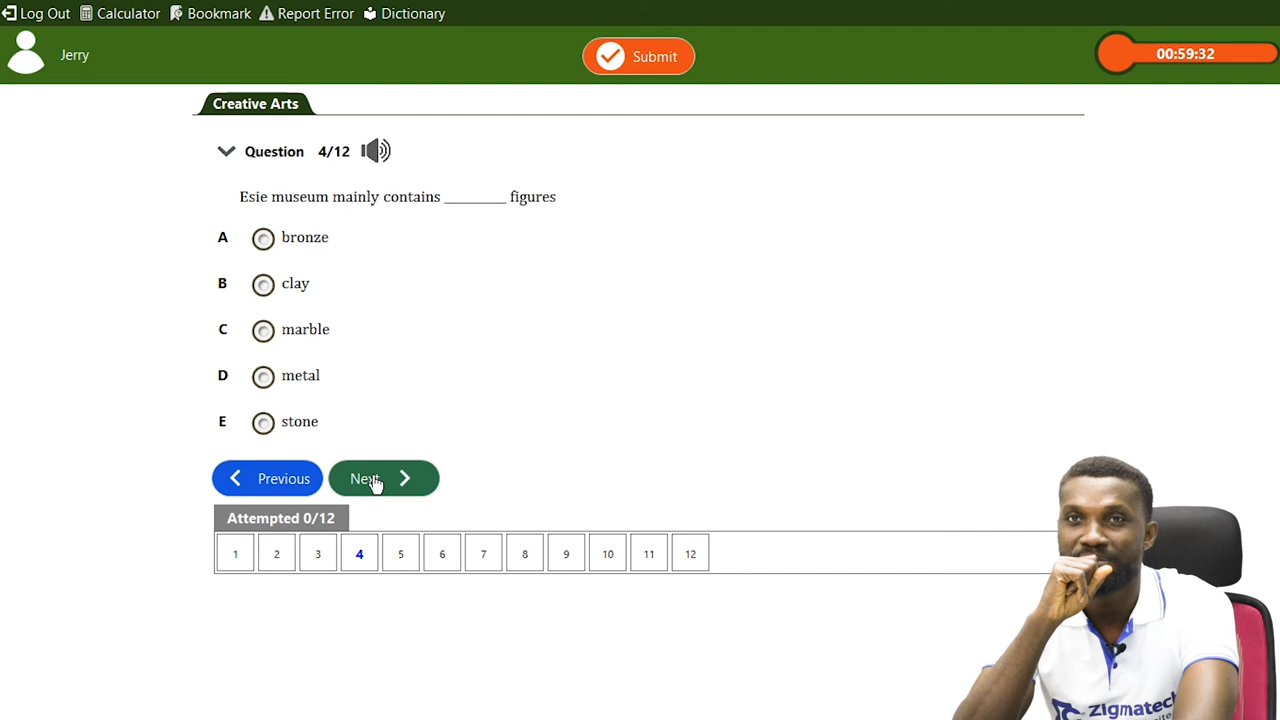 Log Out Calculator Bookmark Report Error Dictionary
Jerry Submit 00:59:32
Creative Arts
Question 4/12
Esie museum mainly contains ________ figures
A bronze
B clay
C marble
D metal
E stone
Previous Next
Attempted 0/12
1 2 3 4 5 6 7 8 9 10 11 12
Zigmatech